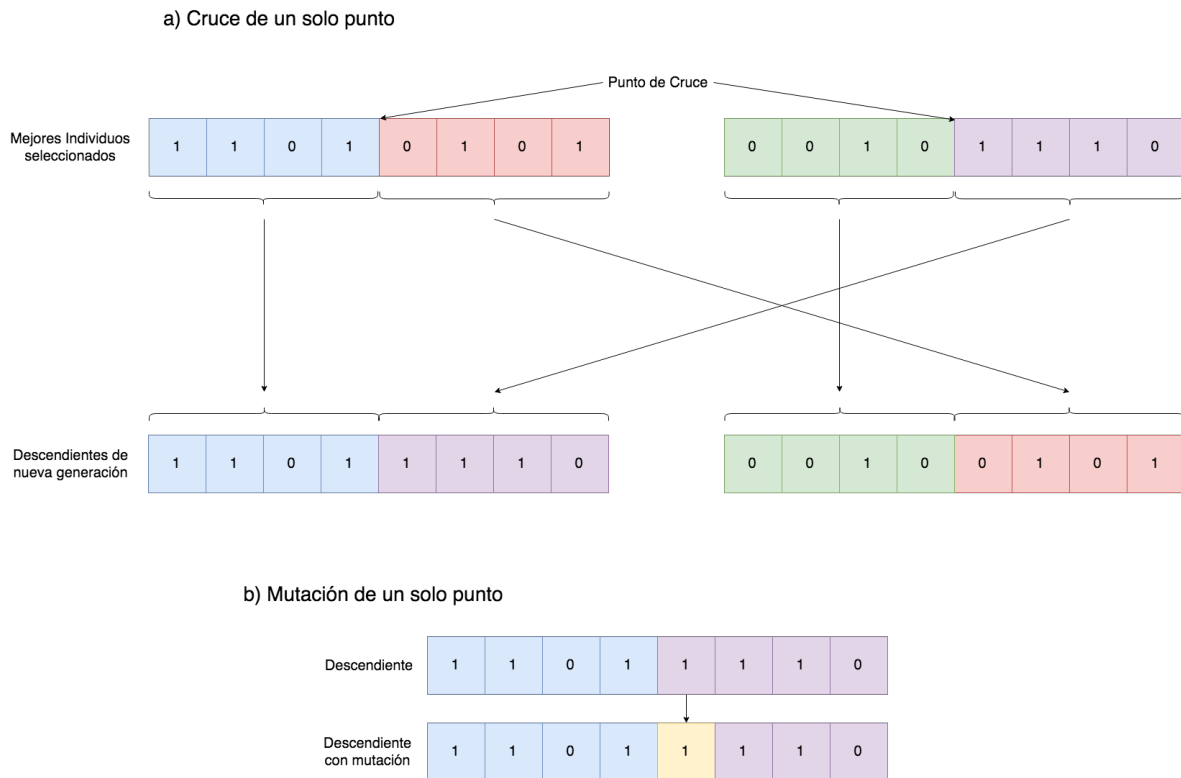 a) Cruce de un solo punto
Punto de Cruce
Mejores Individuos
seleccionados
1 1 0 1 0 1 0 1
0 0 1 0 1 1 1 0
Descendientes de
nueva generación
1 1 0 1 1 1 1 0
0 0 1 0 0 1 0 1
b) Mutación de un solo punto
Descendiente
1 1 0 1 1 1 1 0
Descendiente
con mutación
1 1 0 1 1 1 1 0